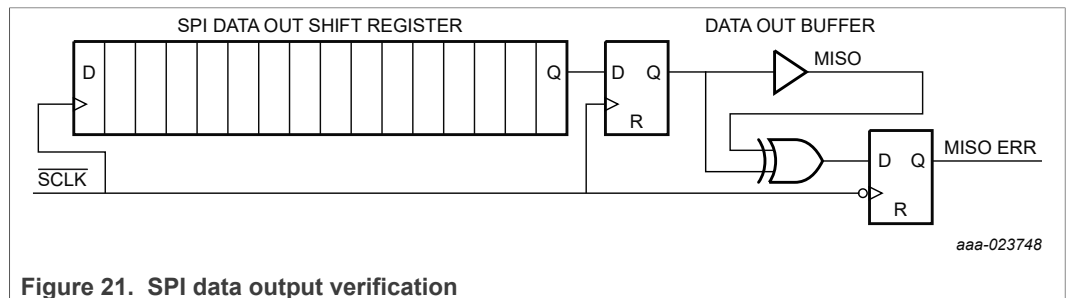 SPI DATA OUT SHIFT REGISTER
DATA OUT BUFFER
MISO
D
Q
D
Q
R
MISO ERR
D
Q
R
SCLK
aaa-023748
Figure 21. SPI data output verification